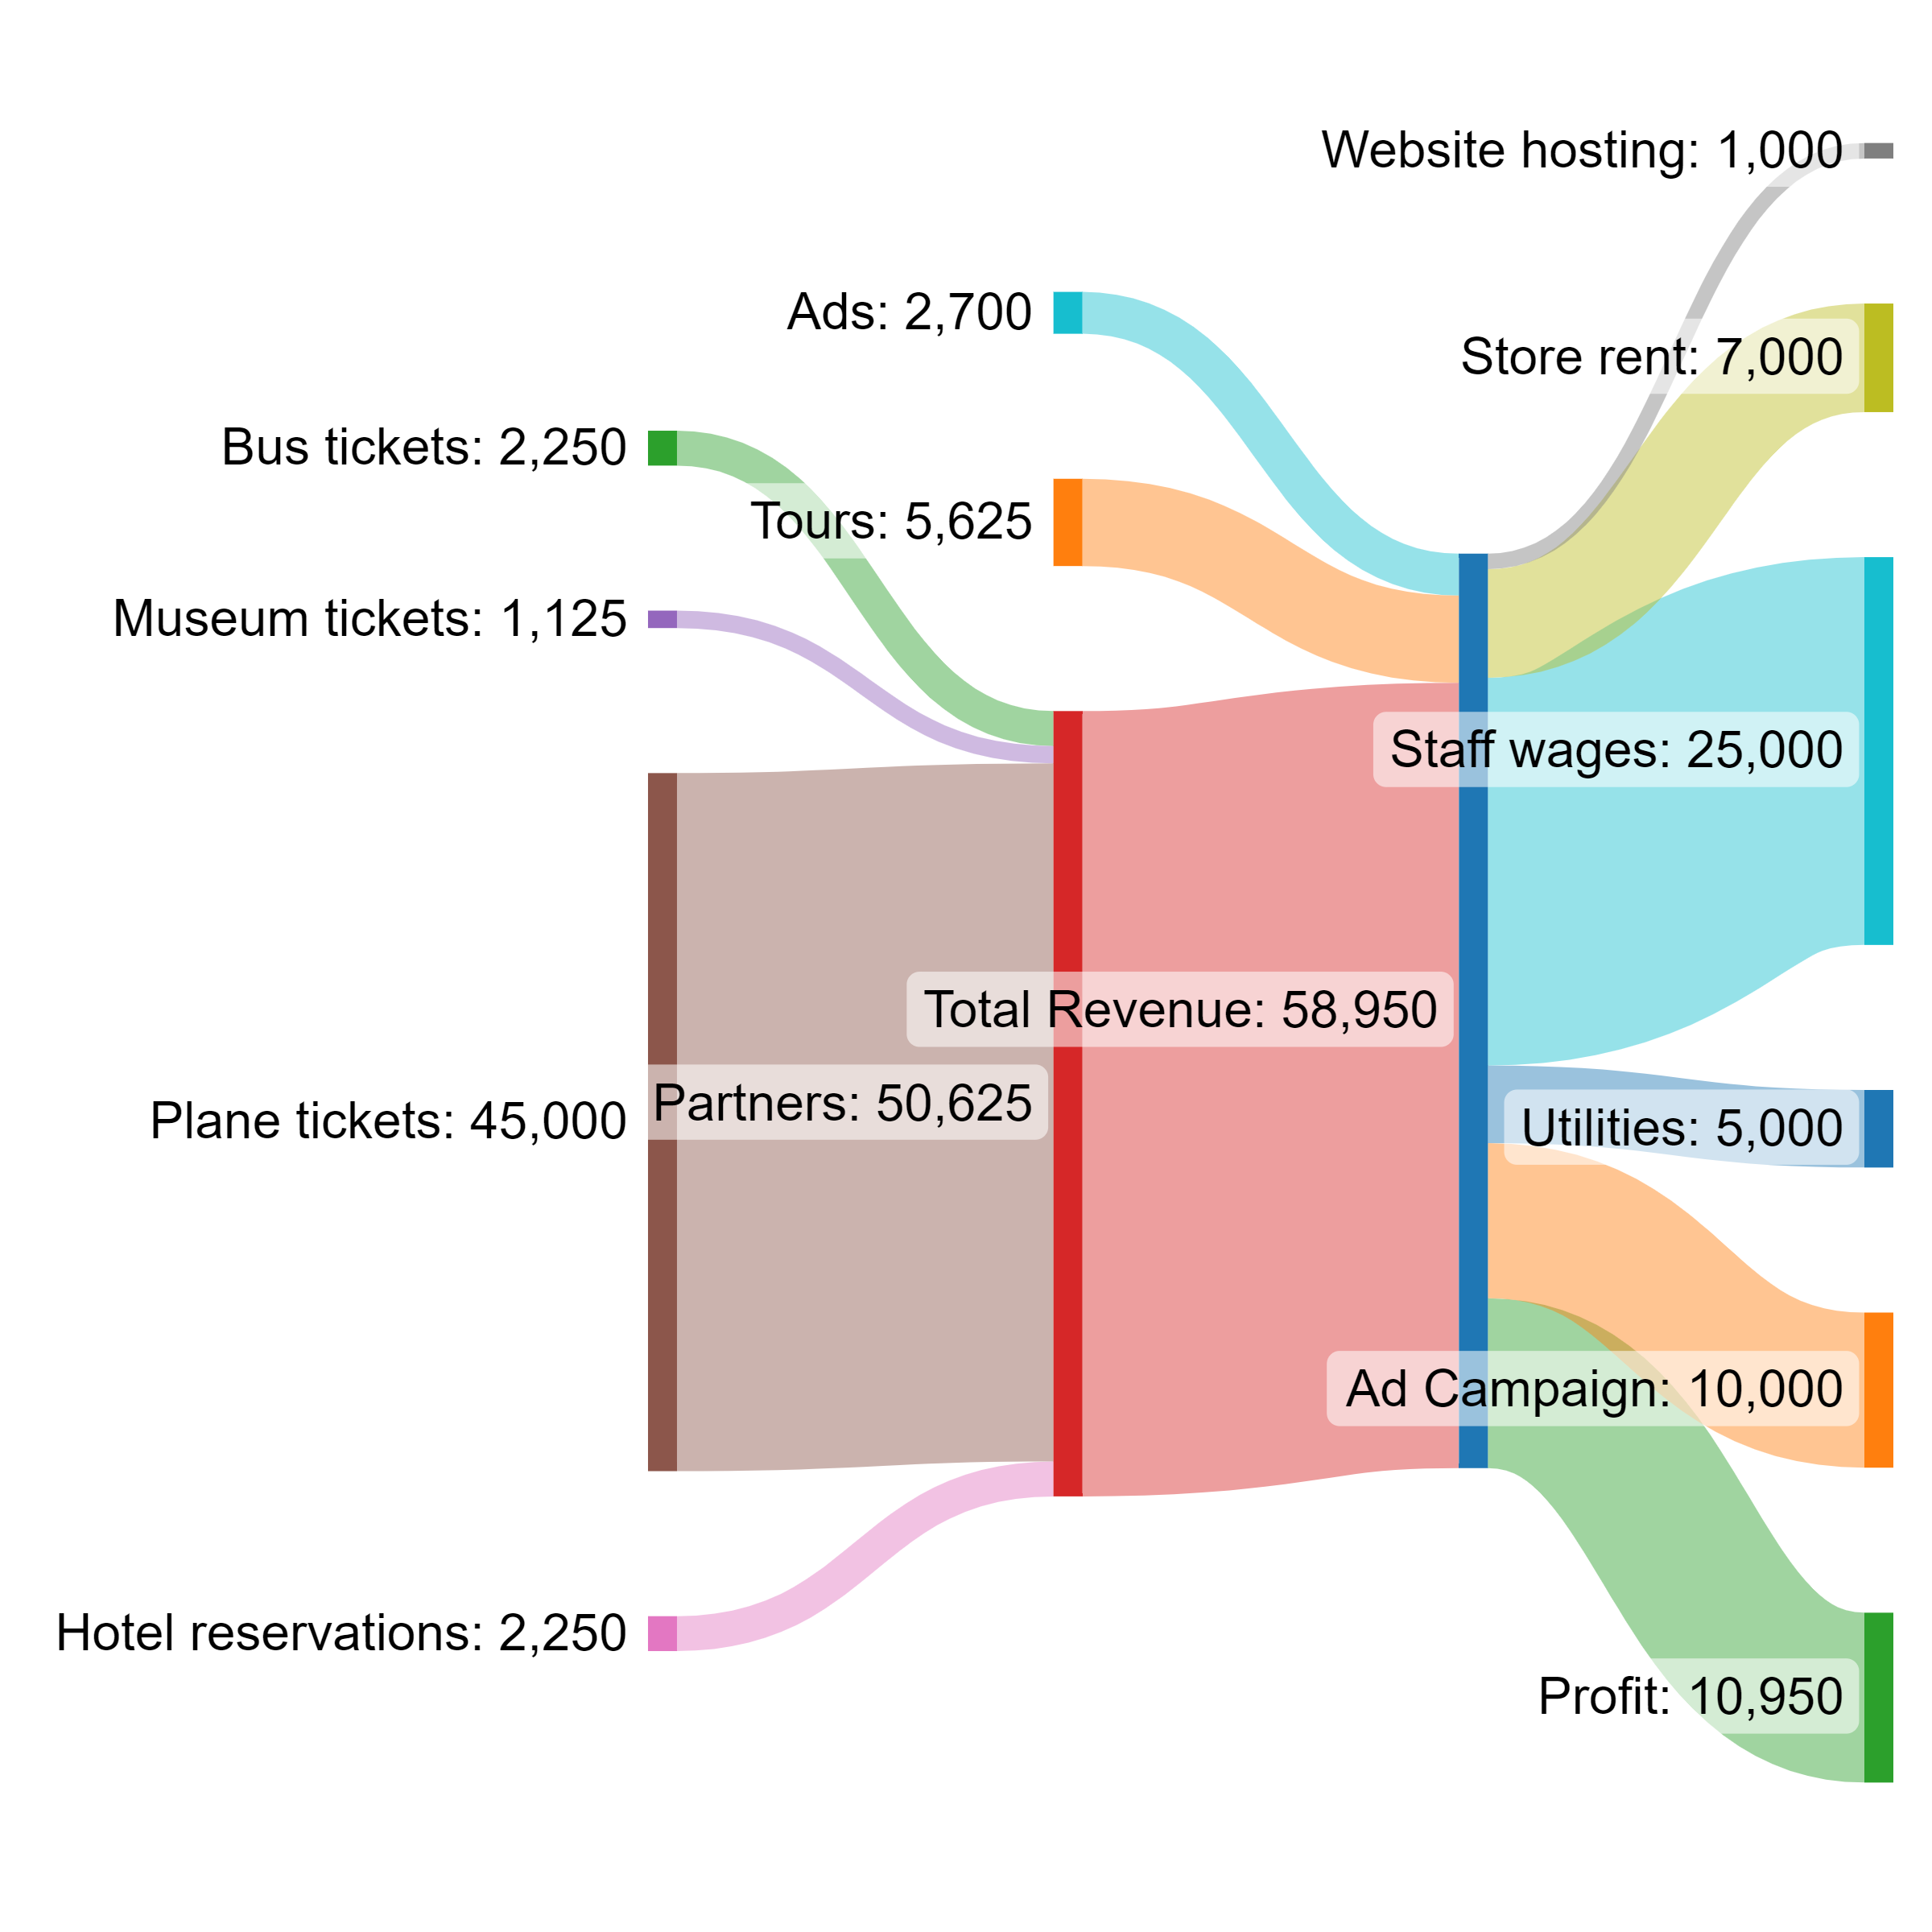 Website hosting: 1,000
Ads: 2,700
Store rent: 7,000
Bus tickets: 2,250
Tours: 5,625
Museum tickets: 1,125
Staff wages: 25,000
Total Revenue: 58,950
Partners: 50,625
Plane tickets: 45,000
Utilities: 5,000
Ad Campaign: 10,000
Hotel reservations: 2,250
Profit: 10,950